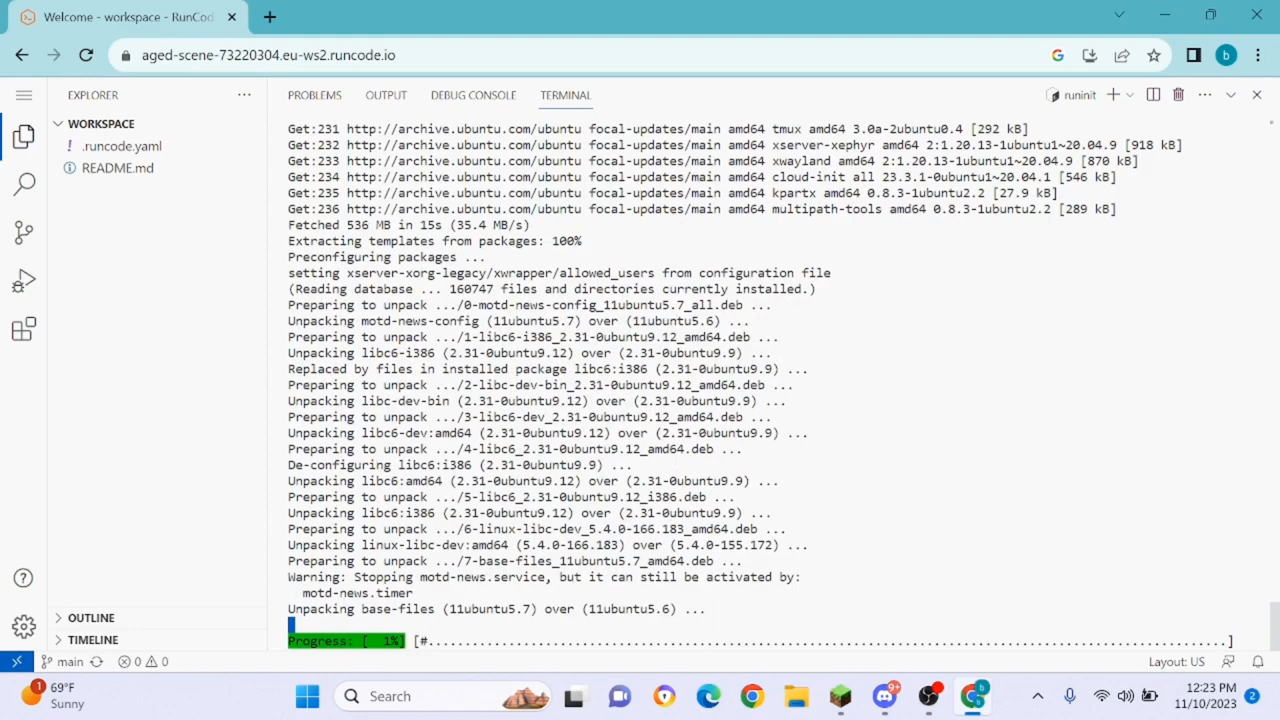 Welcome - workspace - RunCod
aged-scene-73220304.eu-ws2.runcode.io
b
EXPLORER
PROBLEMS
OUTPUT
DEBUG CONSOLE
TERMINAL
runinit
WORKSPACE
! .runcode.yaml
README.md
Get:231 http://archive.ubuntu.com/ubuntu focal-updates/main amd64 tmux amd64 3.0a-2ubuntu0.4 [292 kB]
Get:232 http://archive.ubuntu.com/ubuntu focal-updates/main amd64 xserver-xephyr amd64 2:1.20.13-1ubuntu1~20.04.9 [918 kB]
Get:233 http://archive.ubuntu.com/ubuntu focal-updates/main amd64 xwayland amd64 2:1.20.13-1ubuntu1~20.04.9 [870 kB]
Get:234 http://archive.ubuntu.com/ubuntu focal-updates/main amd64 cloud-init all 23.3.1-0ubuntu1~20.04.1 [546 kB]
Get:235 http://archive.ubuntu.com/ubuntu focal-updates/main amd64 kpartx amd64 0.8.3-1ubuntu2.2 [27.9 kB]
Get:236 http://archive.ubuntu.com/ubuntu focal-updates/main amd64 multipath-tools amd64 0.8.3-1ubuntu2.2 [289 kB]
Fetched 536 MB in 15s (35.4 MB/s)
Extracting templates from packages: 100%
Preconfiguring packages ...
setting xserver-xorg-legacy/xwrapper/allowed_users from configuration file
(Reading database ... 160747 files and directories currently installed.)
Preparing to unpack .../0-motd-news-config_11ubuntu5.7_all.deb ...
Unpacking motd-news-config (11ubuntu5.7) over (11ubuntu5.6) ...
Preparing to unpack .../1-libc6-i386_2.31-0ubuntu9.12_amd64.deb ...
Unpacking libc6-i386 (2.31-0ubuntu9.12) over (2.31-0ubuntu9.9) ...
Replaced by files in installed package libc6:i386 (2.31-0ubuntu9.9) ...
Preparing to unpack .../2-libc-dev-bin_2.31-0ubuntu9.12_amd64.deb ...
Unpacking libc-dev-bin (2.31-0ubuntu9.12) over (2.31-0ubuntu9.9) ...
Preparing to unpack .../3-libc6-dev_2.31-0ubuntu9.12_amd64.deb ...
Unpacking libc6-dev:amd64 (2.31-0ubuntu9.12) over (2.31-0ubuntu9.9) ...
Preparing to unpack .../4-libc6_2.31-0ubuntu9.12_amd64.deb ...
De-configuring libc6:i386 (2.31-0ubuntu9.9) ...
Unpacking libc6:amd64 (2.31-0ubuntu9.12) over (2.31-0ubuntu9.9) ...
Preparing to unpack .../5-libc6_2.31-0ubuntu9.12_i386.deb ...
Unpacking libc6:i386 (2.31-0ubuntu9.12) over (2.31-0ubuntu9.9) ...
Preparing to unpack .../6-linux-libc-dev_5.4.0-166.183_amd64.deb ...
Unpacking linux-libc-dev:amd64 (5.4.0-166.183) over (5.4.0-155.172) ...
Preparing to unpack .../7-base-files_11ubuntu5.7_amd64.deb ...
Warning: Stopping motd-news.service, but it can still be activated by:
motd-news.timer
Unpacking base-files (11ubuntu5.7) over (11ubuntu5.6) ...
Progress: [  1%] [#..........................................................................................................]
OUTLINE
TIMELINE
main
0
0
Layout: US
1
69°F
Sunny
Search
9+
b
12:23 PM
11/10/2023
2